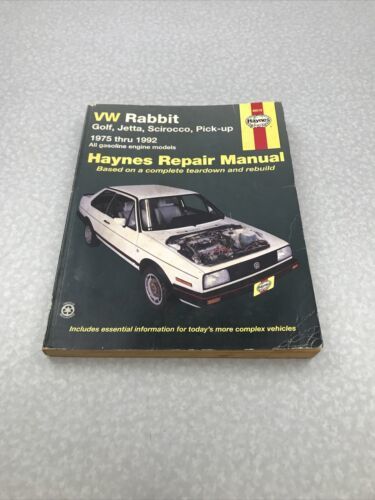 VW Rabbit
Golf, Jetta, Scirocco, Pick-up
1975 thru 1992
All gasoline engine models
Haynes Repair Manual
Based on a complete teardown and rebuild
Haynes
Haynes
Includes essential information for today's more complex vehicles